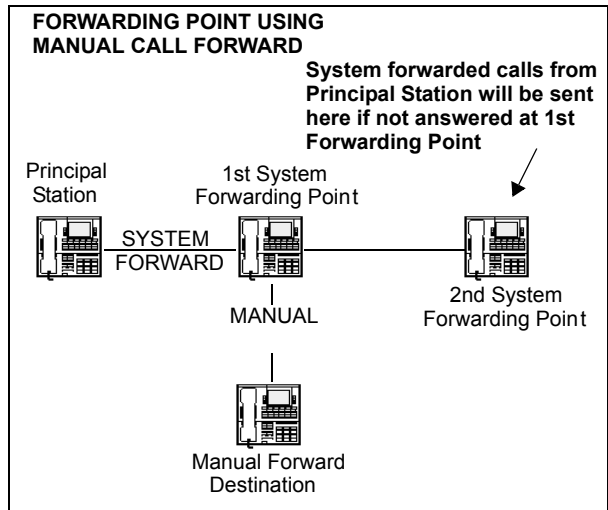 FORWARDING POINT USING
MANUAL CALL FORWARD
System forwarded calls from
Principal Station will be sent
here if not answered at 1st
Forwarding Point
Principal
Station
1st System
Forwarding Point
SYSTEM
FORWARD
2nd System
Forwarding Point
MANUAL
Manual Forward
Destination